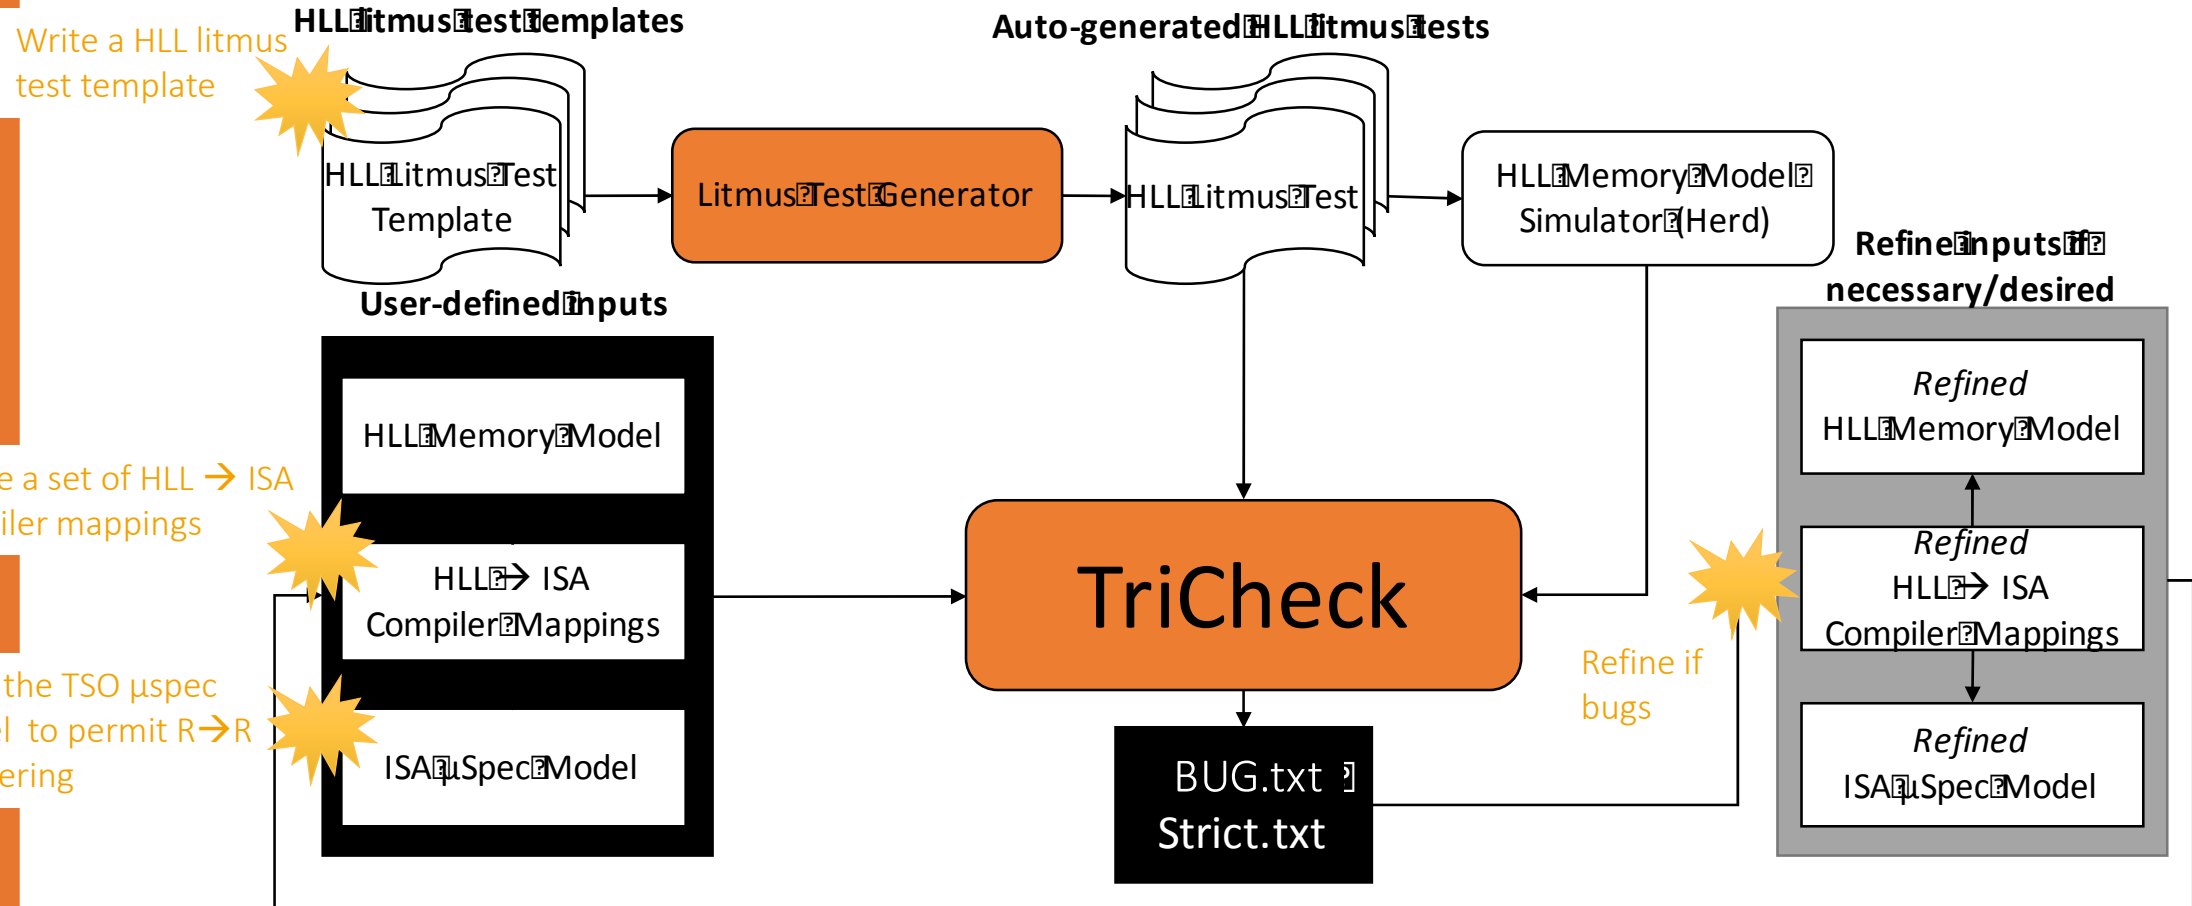 HLL litmus test templates
Auto-generated HLL litmus tests
Write a HLL litmus
test template
HLL Litmus Test
Template
Litmus Test Generator
HLL Litmus Test
HLL Memory Model
Simulator (Herd)
Refine inputs if
necessary/desired
User-defined inputs
HLL Memory Model
a set of HLL → ISA
mappings
HLL → ISA
Compiler Mappings
the TSO µspec
to permit R→R
ISA µSpec Model
TriCheck
BUG.txt
Strict.txt
Refine if
bugs
Refined
HLL Memory Model
Refined
HLL → ISA
Compiler Mappings
Refined
ISA µSpec Model